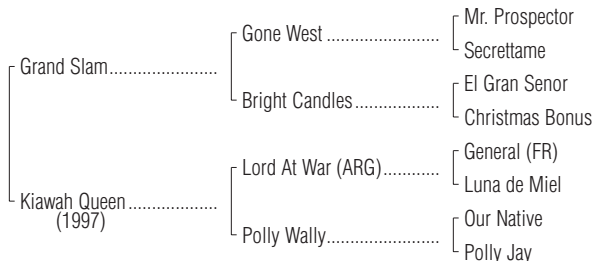 Mr. Prospector
Gone West ....................
Secrettame
Grand Slam.....................
El Gran Senor
Bright Candles...............
Christmas Bonus
General (FR)
Lord At War (ARG)..........
Luna de Miel
Kiawah Queen.................
(1997)
Our Native
Polly Wally....................
Polly Jay